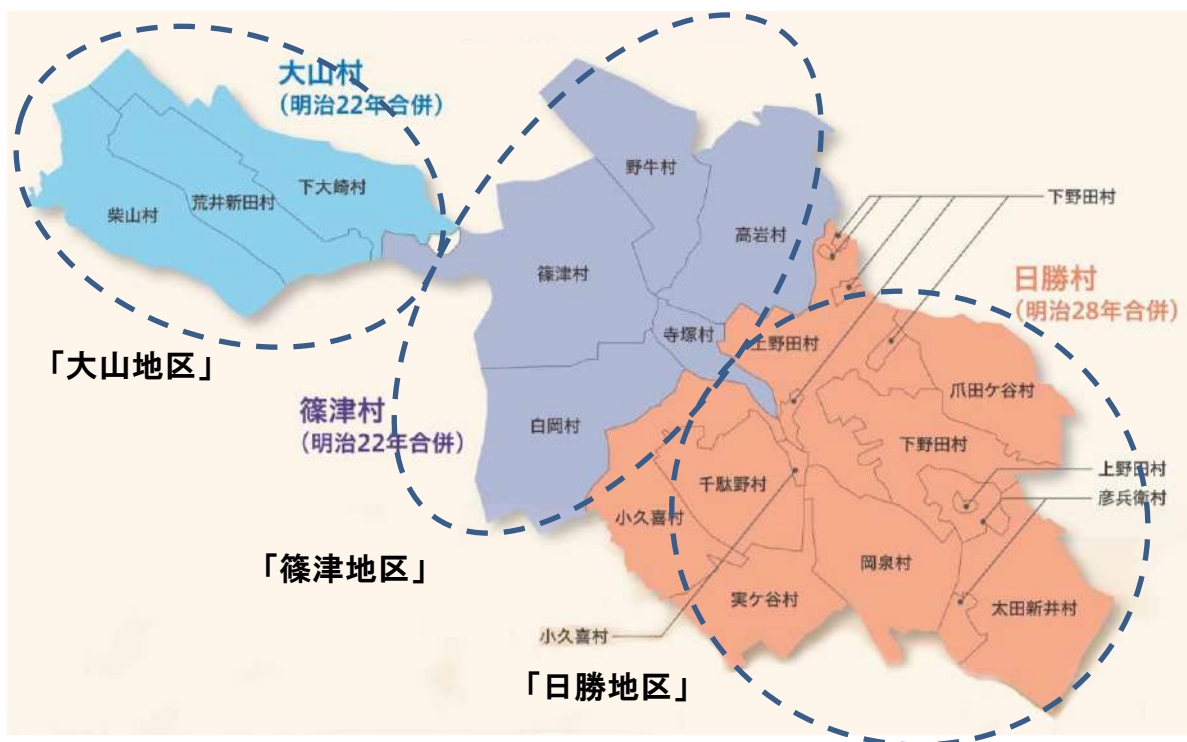 大山村
（明治22年合併）
野牛村
下大崎村
荒井新田村
柴山村
高岩村
下野田村
篠津村
日勝村
（明治28年合併）
寺塚村
上野田村
「大山地区」
爪田ケ谷村
篠津村
（明治22年合併）
白岡村
下野田村
上野田村
千駄野村
彦兵衛村
小久喜村
岡泉村
「篠津地区」
実ケ谷村
太田新井村
小久喜村
「日勝地区」